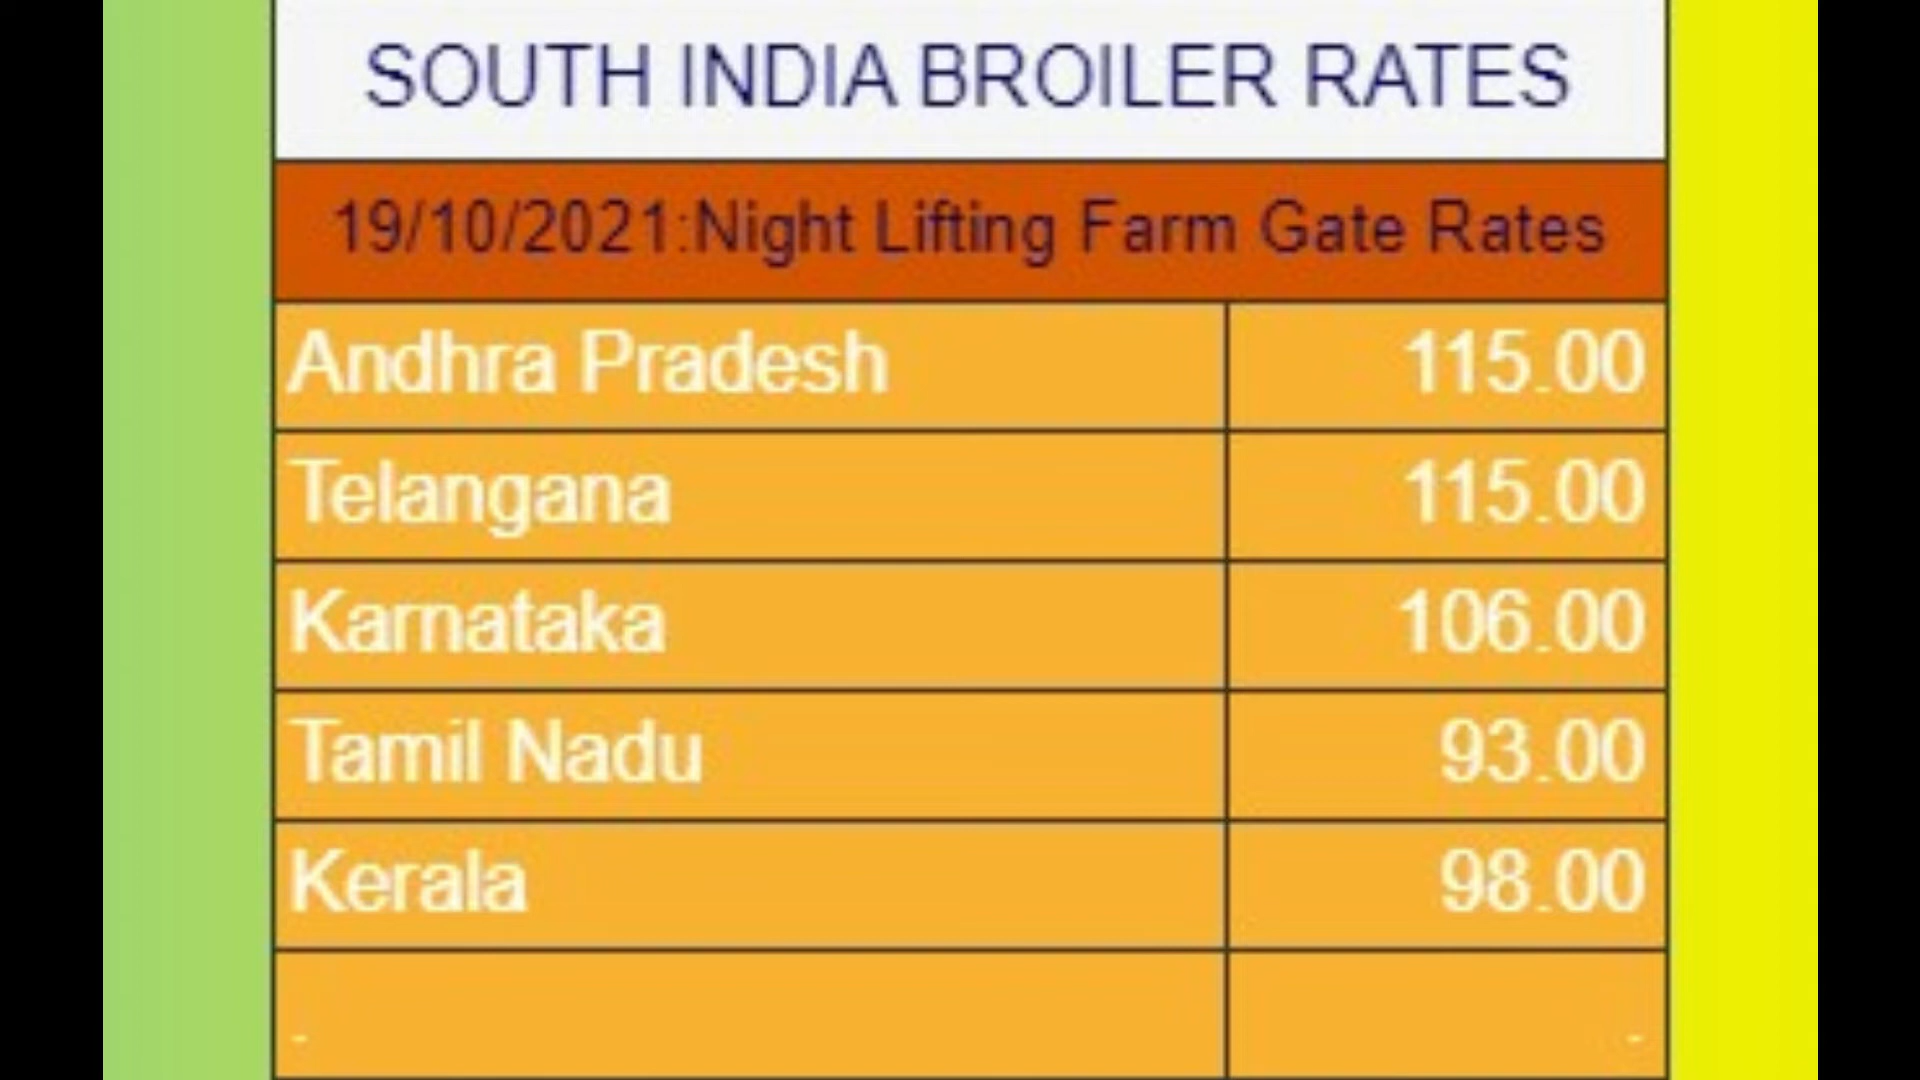 SOUTH INDIA BROILER RATES
19/10/2021:Night Lifting Farm Gate Rates
Andhra Pradesh 115.00
Telangana 115.00
Karnataka 106.00
Tamil Nadu 93.00
Kerala 98.00
- -